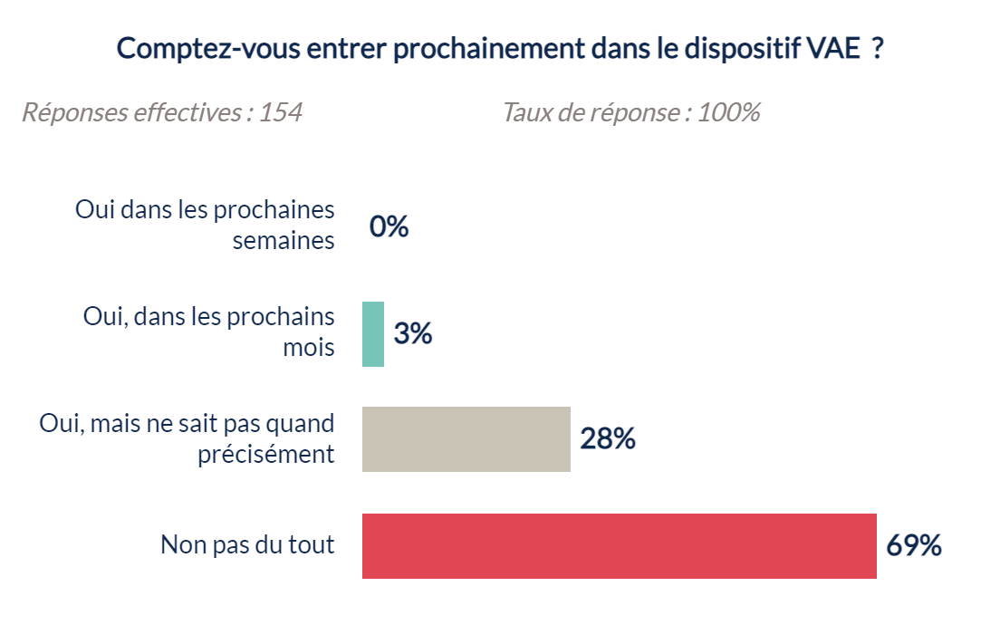 Comptez-vous entrer prochainement dans le dispositif VAE ?
Réponses effectives : 154
Taux de réponse : 100%
Oui dans les prochaines
semaines
0%
Oui, dans les prochains
mois
3%
Oui, mais ne sait pas quand
précisément
28%
Non pas du tout
69%